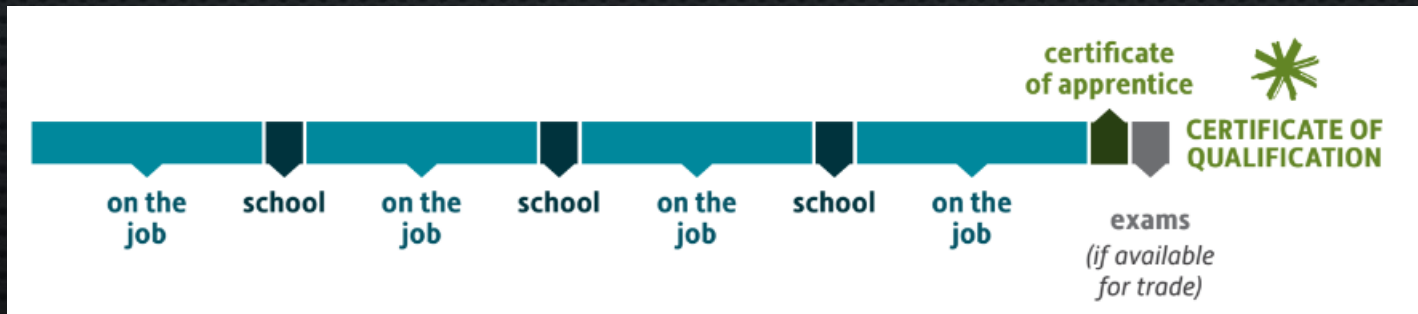 certificate
of apprentice
CERTIFICATE OF
QUALIFICATION
on the
job
school
on the
job
school
on the
job
school
on the
job
exams
(if available
for trade)